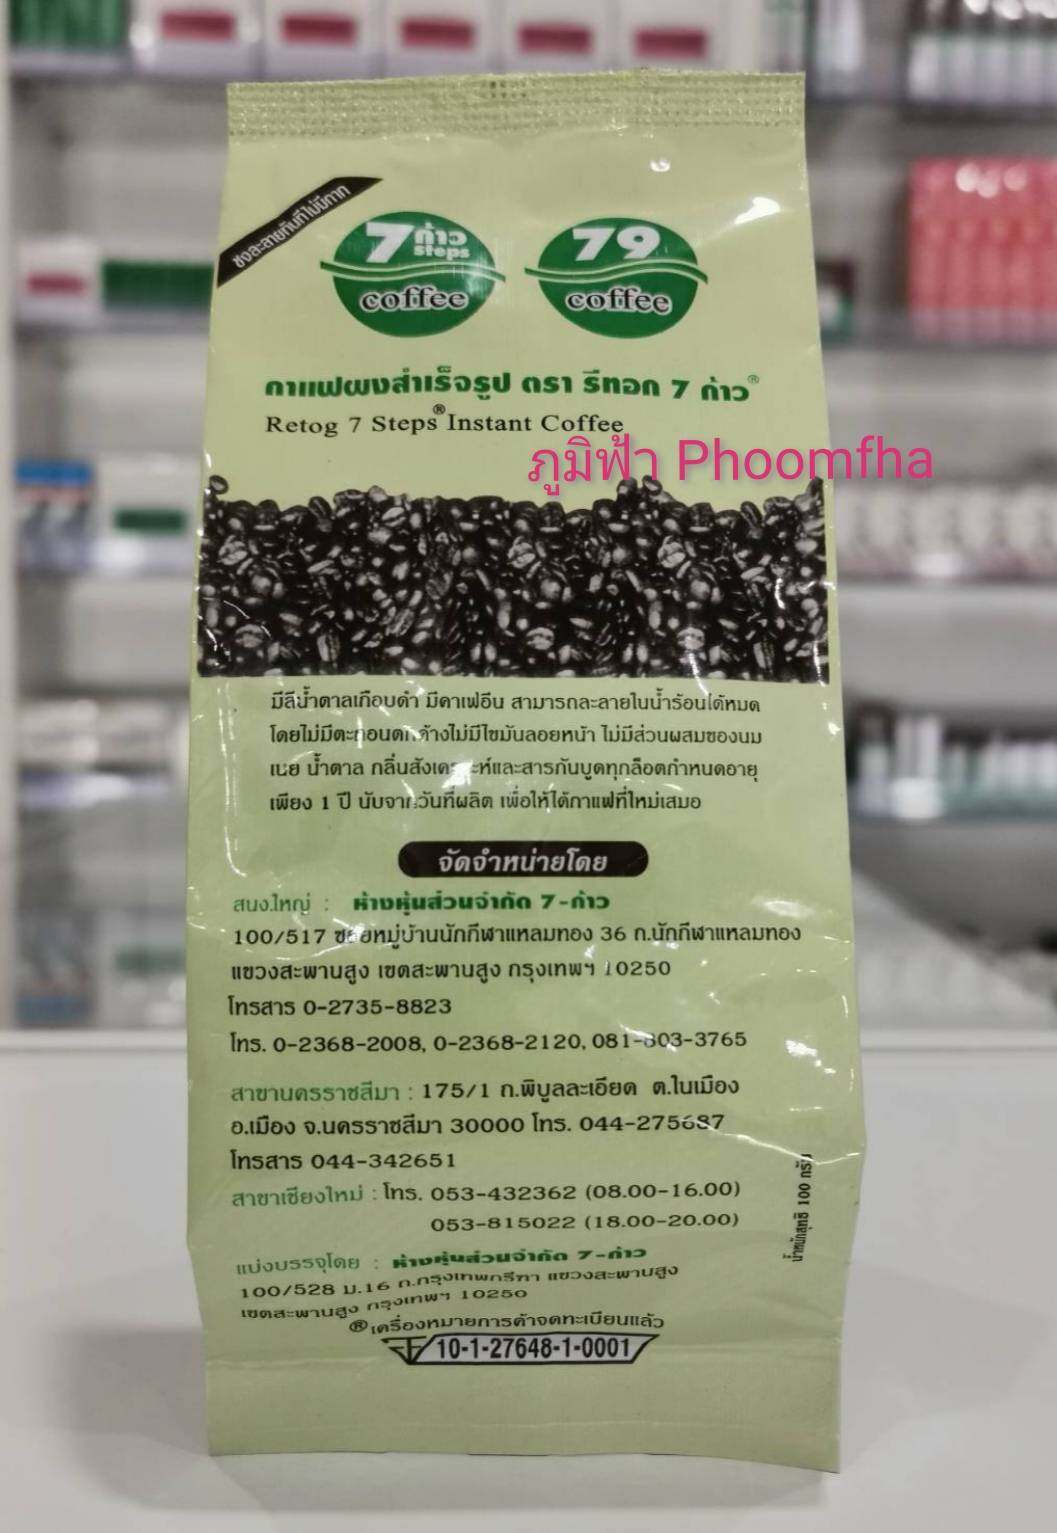 ชงละลายทันทีไม่มีกาก
7 ก้าว
Steps
coffee
79
coffee
กาแฟผงสำเร็จรูป ตรา รีทอก 7 ก้าว®
Retog 7 Steps® Instant Coffee
ภูมิฟ้า Phoomfha
มีสีน้ำตาลเกือบดำ มีคาเฟอีน สามารถละลายในน้ำร้อนได้หมด
โดยไม่มีตะกอนตกค้างไม่มีไขมันลอยหน้า ไม่มีส่วนผสมของนม
เนย น้ำตาล กลิ่นสังเคราะห์และสารกันบูดทุกล็อตกำหนดอายุ
เพียง 1 ปี นับจากวันที่ผลิต เพื่อให้ได้กาแฟที่ใหม่เสมอ
จัดจำหน่ายโดย
สนง.ใหญ่ : ห้างหุ้นส่วนจำกัด 7-ก้าว
100/517 ซอยหมู่บ้านนักกีฬาแหลมทอง 36 ถ.นักกีฬาแหลมทอง
แขวงสะพานสูง เขตสะพานสูง กรุงเทพฯ 10250
โทรสาร 0-2735-8823
โทร. 0-2368-2008, 0-2368-2120, 081-803-3765
สาขานครราชสีมา : 175/1 ถ.พิบูลละเอียด ต.ในเมือง
อ.เมือง จ.นครราชสีมา 30000 โทร. 044-275687
โทรสาร 044-342651
สาขาเชียงใหม่ : โทร. 053-432362 (08.00-16.00)
053-815022 (18.00-20.00)
น้ำหนักสุทธิ 100 กรัม
แบ่งบรรจุโดย : ห้างหุ้นส่วนจำกัด 7-ก้าว
100/528 ม.16 ถ.กรุงเทพกรีฑา แขวงสะพานสูง
เขตสะพานสูง กรุงเทพฯ 10250
®เครื่องหมายการค้าจดทะเบียนแล้ว
10-1-27648-1-0001